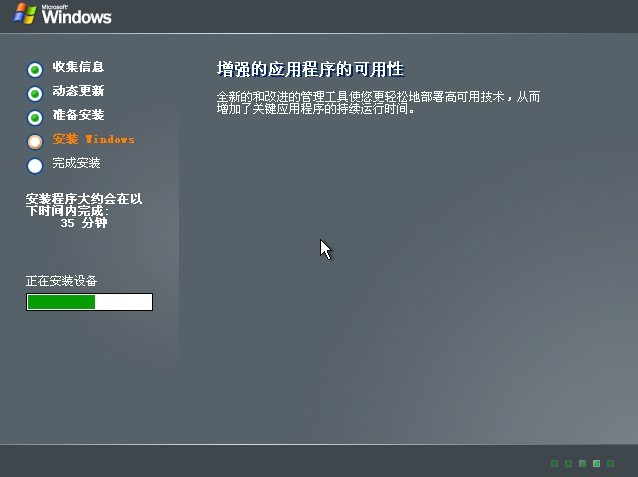 Microsoft
Windows
收集信息
动态更新
准备安装
安装 Windows
完成安装
安装程序大约会在以
下时间内完成:
35 分钟
正在安装设备
增强的应用程序的可用性
全新的和改进的管理工具使您更轻松地部署高可用技术，从而
增加了关键应用程序的持续运行时间。